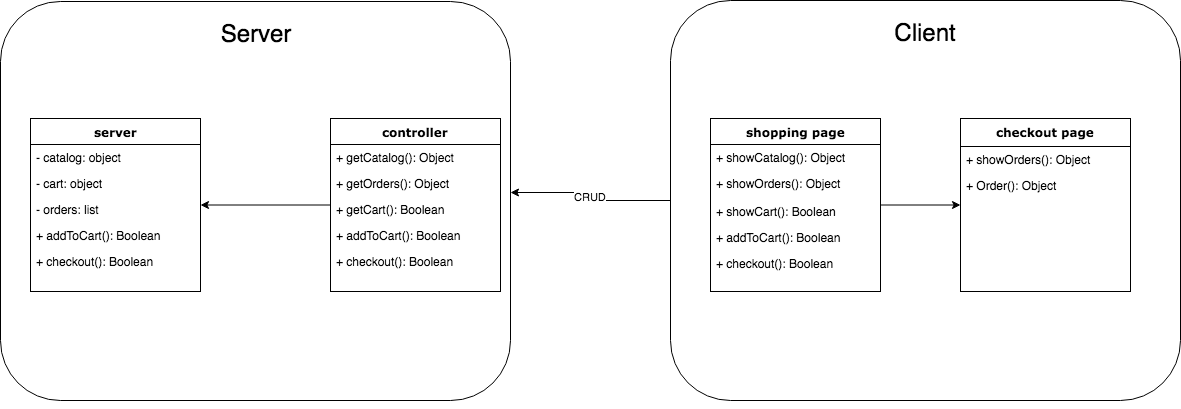 Server
Client
server
- catalog: object
- cart: object
- orders: list
+ addToCart(): Boolean
+ checkout(): Boolean
controller
+ getCatalog(): Object
+ getOrders(): Object
+ getCart(): Boolean
+ addToCart(): Boolean
+ checkout(): Boolean
CRUD
shopping page
+ showCatalog(): Object
+ showOrders(): Object
+ showCart(): Boolean
+ addToCart(): Boolean
+ checkout(): Boolean
checkout page
+ showOrders(): Object
+ Order(): Object